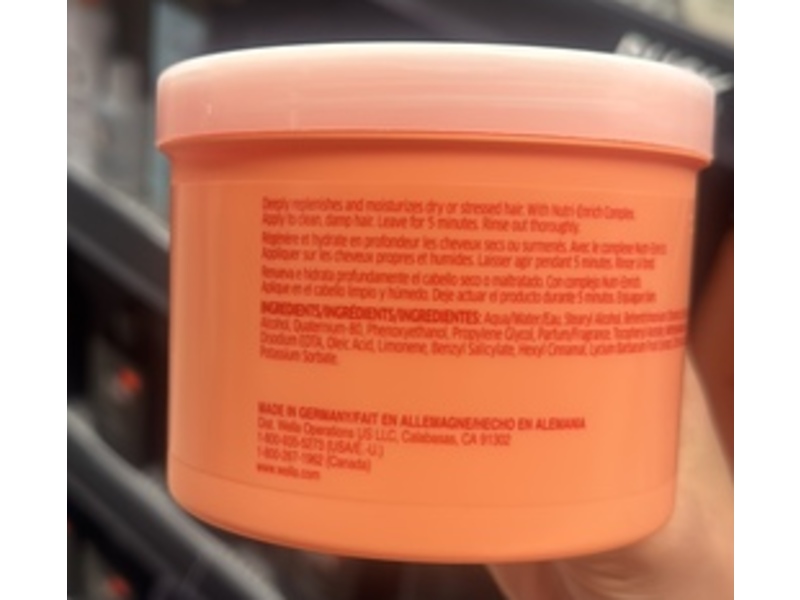 Deeply replenishes and moisturizes dry or stressed hair. With Nutri-Enrich Complex.
Apply to clean, damp hair. Leave for 5 minutes. Rinse out thoroughly.
Régénère et hydrate en profondeur les cheveux secs ou surmenés. Avec le complexe Nutri-Enrich.
Appliquer sur les cheveux propres et humides. Laisser agir pendant 5 minutes. Rincer à fond.
Renueva e hidrata profundamente el cabello seco o maltratado. Con complejo Nutri-Enrich.
Aplique en el cabello limpio y húmedo. Deje actuar el producto durante 5 minutos. Enjuague bien.
INGREDIENTS/INGRÉDIENTS/INGREDIENTES: Aqua/Water/Eau, Stearyl Alcohol,
Alcohol, Quaternium-80, Phenoxyethanol, Propylene Glycol, Parfum/Fragrance,
Disodium EDTA, Oleic Acid, Limonene, Benzyl Salicylate, Hexyl Cinnamal, Lycium Barbarum Fruit
Potassium Sorbate.
MADE IN GERMANY/FAIT EN ALLEMAGNE/HECHO EN ALEMANIA
Dist. Wella Operations US LLC, Calabasas, CA 91302
1-800-935-5273 (USA/É.-U.)
1-800-267-1962 (Canada)
www.wella.com